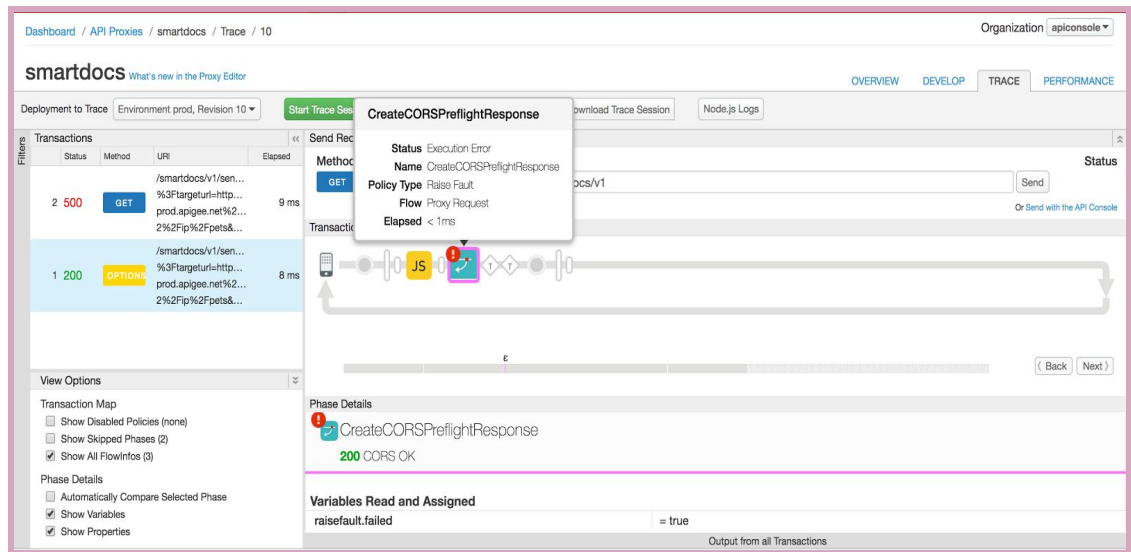 Dashboard / API Proxies / smartdocs / Trace / 10
Organization apiconsole
smartdocs What's new in the Proxy Editor
OVERVIEW DEVELOP TRACE PERFORMANCE
Deployment to Trace Environment prod, Revision 10 Start Trace Ses ownload Trace Session Node.js Logs
CreateCORSPreflightResponse
Status Execution Error
Name CreateCORSPreflightResponse
Policy Type Raise Fault
Flow Proxy Request
Elapsed < 1ms
Filters
Transactions
Status Method URI Elapsed
2 500 GET /smartdocs/v1/sen... 9 ms
%3Ftargeturl=http...
prod.apigee.net%2...
2%2Fip%2Fpets&...
1 200 OPTIONS /smartdocs/v1/sen... 8 ms
%3Ftargeturl=http...
prod.apigee.net%2...
2%2Fip%2Fpets&...
Send Req
Method Status
GET ocs/v1 Send
Or Send with the API Console
Transactio
JS
T T
ε
Back Next
View Options
Transaction Map
Show Disabled Policies (none)
Show Skipped Phases (2)
Show All FlowInfos (3)
Phase Details
Automatically Compare Selected Phase
Show Variables
Show Properties
Phase Details
CreateCORSPreflightResponse
200 CORS OK
Variables Read and Assigned
raisefault.failed = true
Output from all Transactions